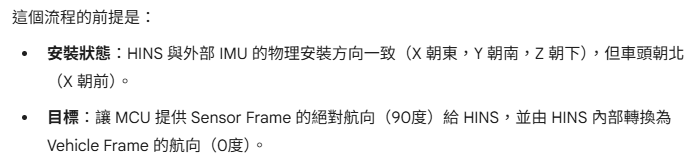 這個流程的前提是：
• 安裝狀態：HINS 與外部 IMU 的物理安裝方向一致（X 朝東，Y 朝南，Z 朝下），但車頭朝北
（X 朝前）。
• 目標：讓 MCU 提供 Sensor Frame 的絕對航向（90度）給 HINS，並由 HINS 內部轉換為
Vehicle Frame 的航向（0度）。